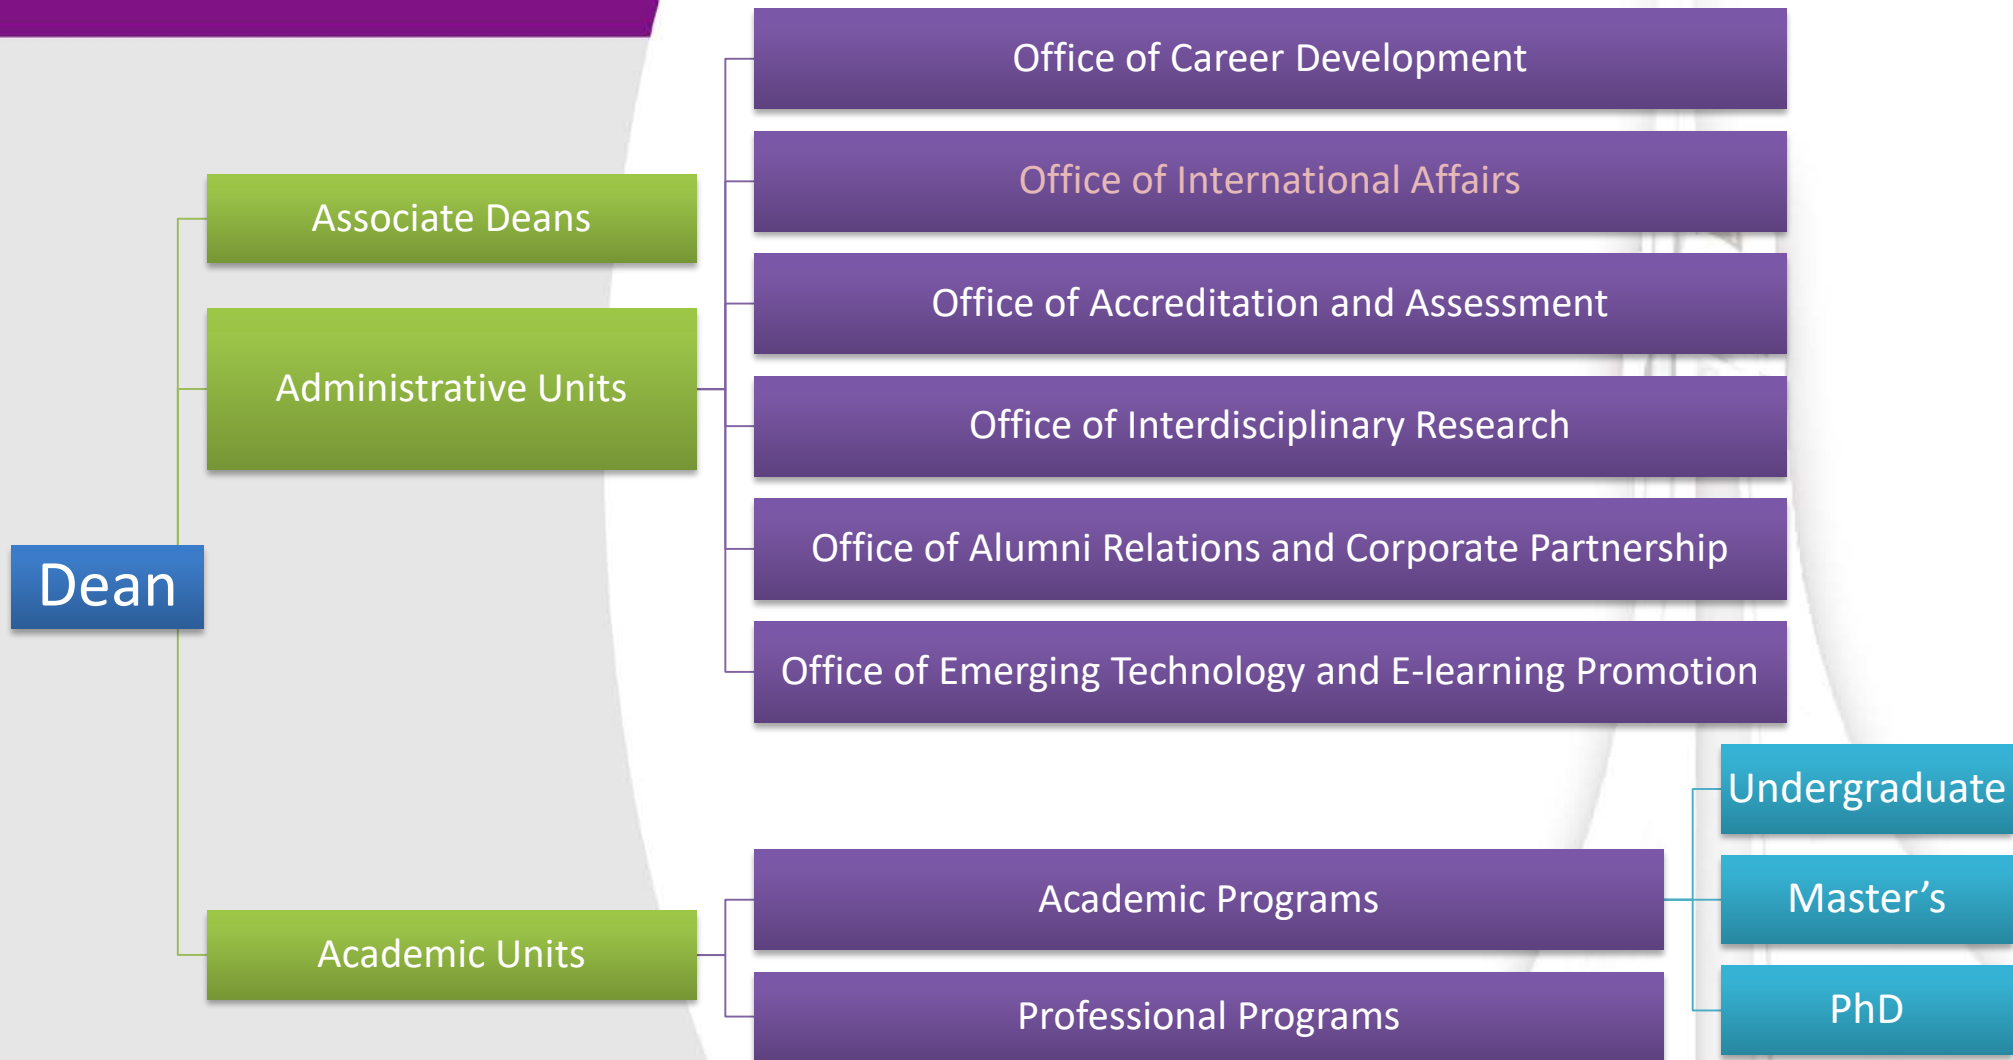 Dean
Associate Deans
Administrative Units
Office of Career Development
Office of International Affairs
Office of Accreditation and Assessment
Office of Interdisciplinary Research
Office of Alumni Relations and Corporate Partnership
Office of Emerging Technology and E-learning Promotion
Academic Units
Academic Programs
Undergraduate
Master’s
PhD
Professional Programs